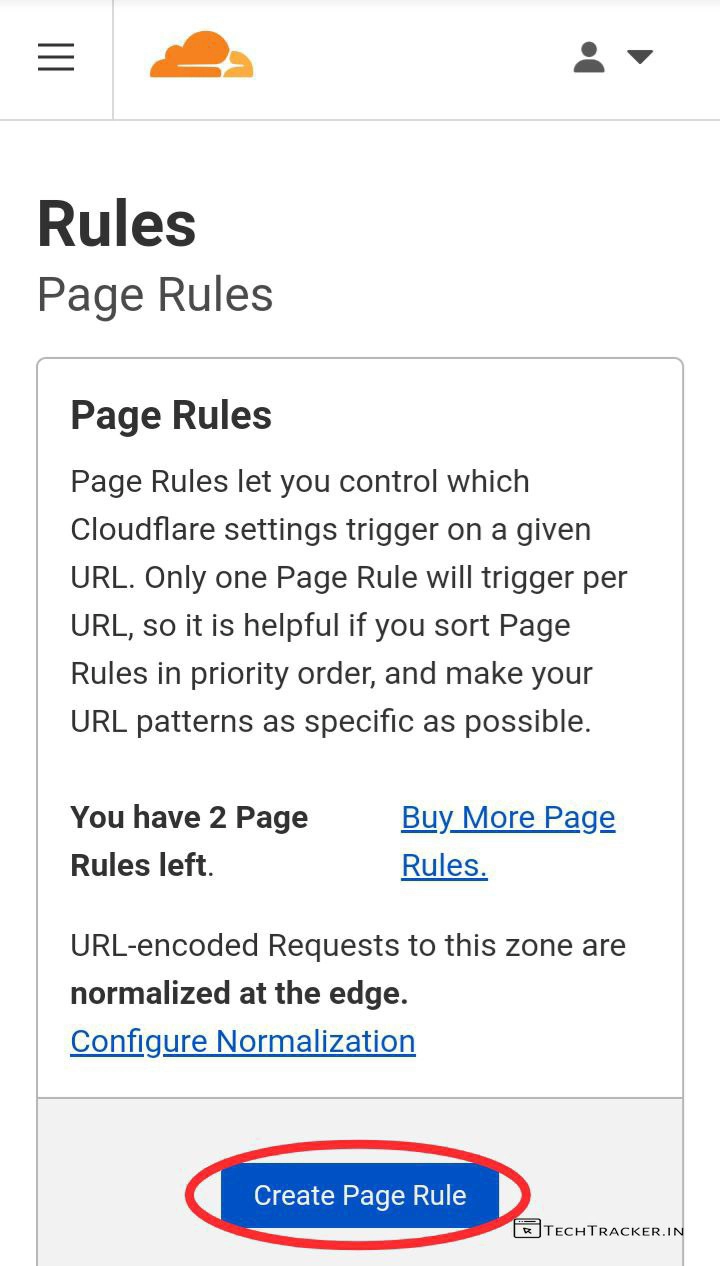 Rules
Page Rules
Page Rules
Page Rules let you control which
Cloudflare settings trigger on a given
URL. Only one Page Rule will trigger per
URL, so it is helpful if you sort Page
Rules in priority order, and make your
URL patterns as specific as possible.
You have 2 Page
Rules left.
Buy More Page
Rules.
URL-encoded Requests to this zone are
normalized at the edge.
Configure Normalization
Create Page Rule
TechTracker.in